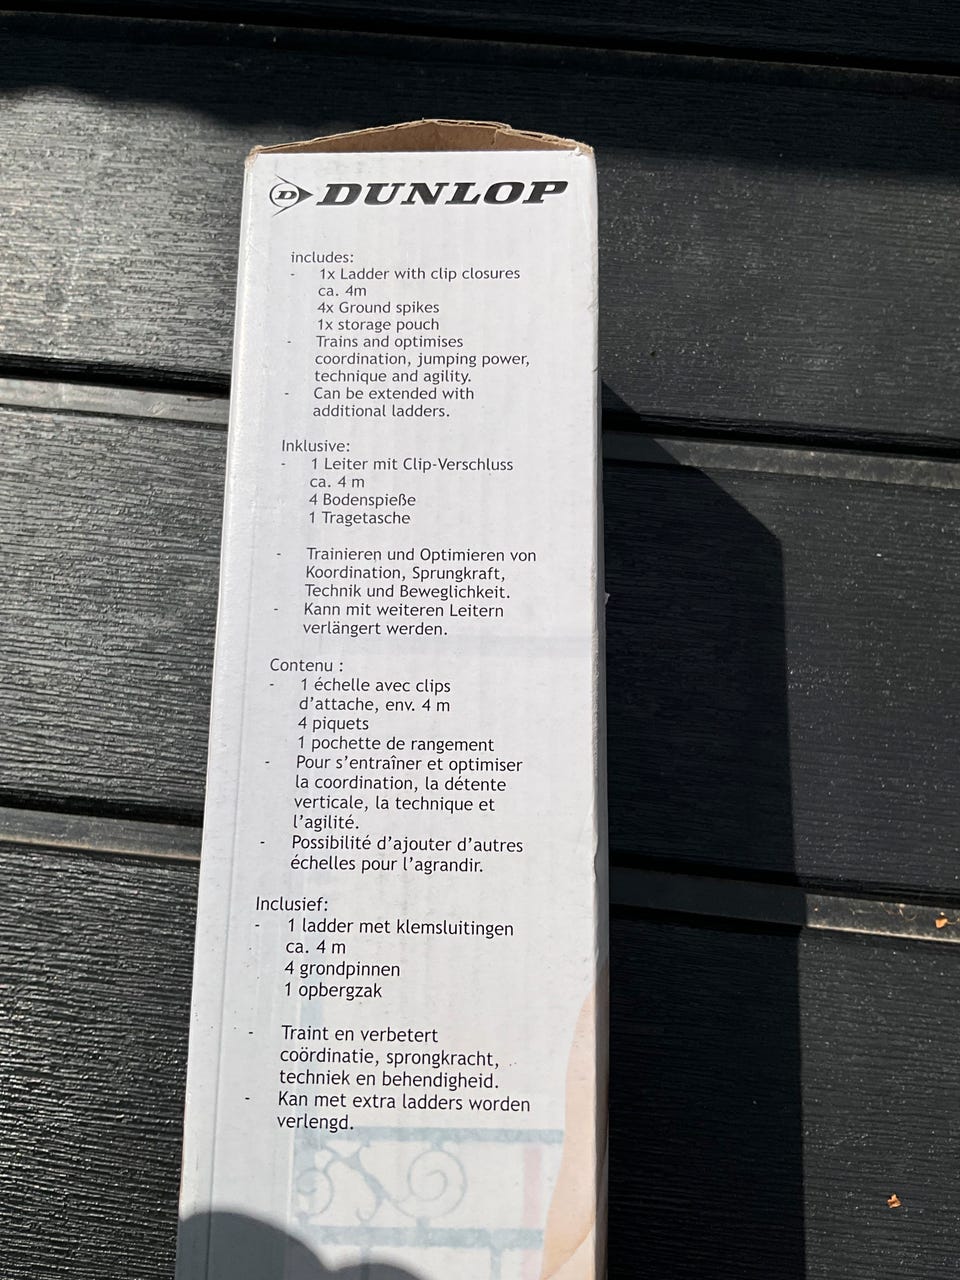 D DUNLOP
includes:
- 1x Ladder with clip closures
ca. 4m
4x Ground spikes
1x storage pouch
- Trains and optimises
coordination, jumping power,
technique and agility.
- Can be extended with
additional ladders.
Inklusive:
- 1 Leiter mit Clip-Verschluss
ca. 4 m
4 Bodenspieße
1 Tragetasche
- Trainieren und Optimieren von
Koordination, Sprungkraft,
Technik und Beweglichkeit.
- Kann mit weiteren Leitern
verlängert werden.
Contenu :
- 1 échelle avec clips
d'attache, env. 4 m
4 piquets
1 pochette de rangement
- Pour s'entraîner et optimiser
la coordination, la détente
verticale, la technique et
l'agilité.
- Possibilité d'ajouter d'autres
échelles pour l'agrandir.
Inclusief:
- 1 ladder met klemsluitingen
ca. 4 m
4 grondpinnen
1 opbergzak
- Traint en verbetert
coördinatie, sprongkracht,
techniek en behendigheid.
- Kan met extra ladders worden
verlengd.